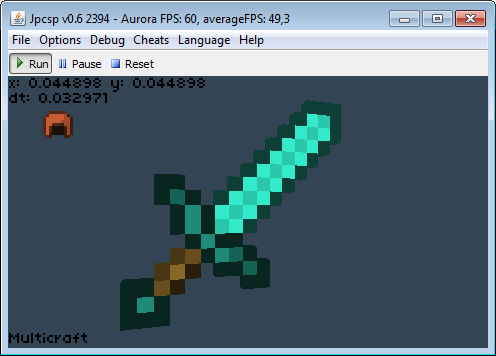 Jpcsp v0.6 2394 - Aurora FPS: 60, averageFPS: 49,3
File Options Debug Cheats Language Help
Run Pause Reset
x: 0.044898 y: 0.044898
dt: 0.032971
Multicraft